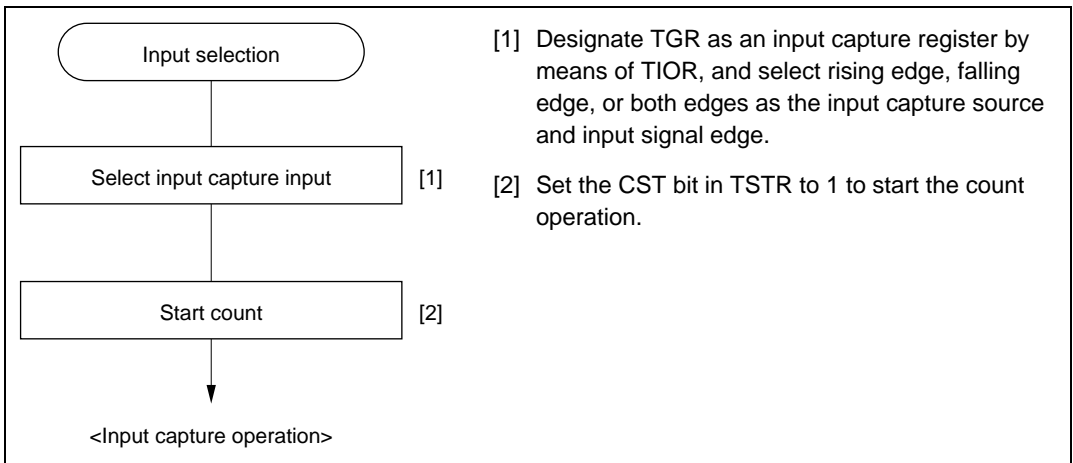 Input selection
Select input capture input
[1]
Start count
[2]
<Input capture operation>
[1] Designate TGR as an input capture register by
means of TIOR, and select rising edge, falling
edge, or both edges as the input capture source
and input signal edge.
[2] Set the CST bit in TSTR to 1 to start the count
operation.